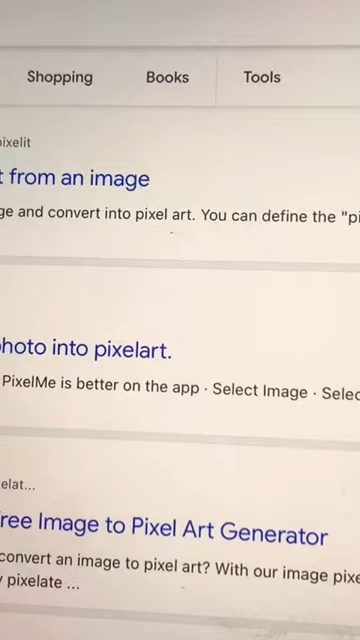 Shopping Books Tools
pixelit
t from an image
ge and convert into pixel art. You can define the "pi
photo into pixelart.
PixelMe is better on the app · Select Image · Selec
elat...
ree Image to Pixel Art Generator
convert an image to pixel art? With our image pixe
y pixelate ...